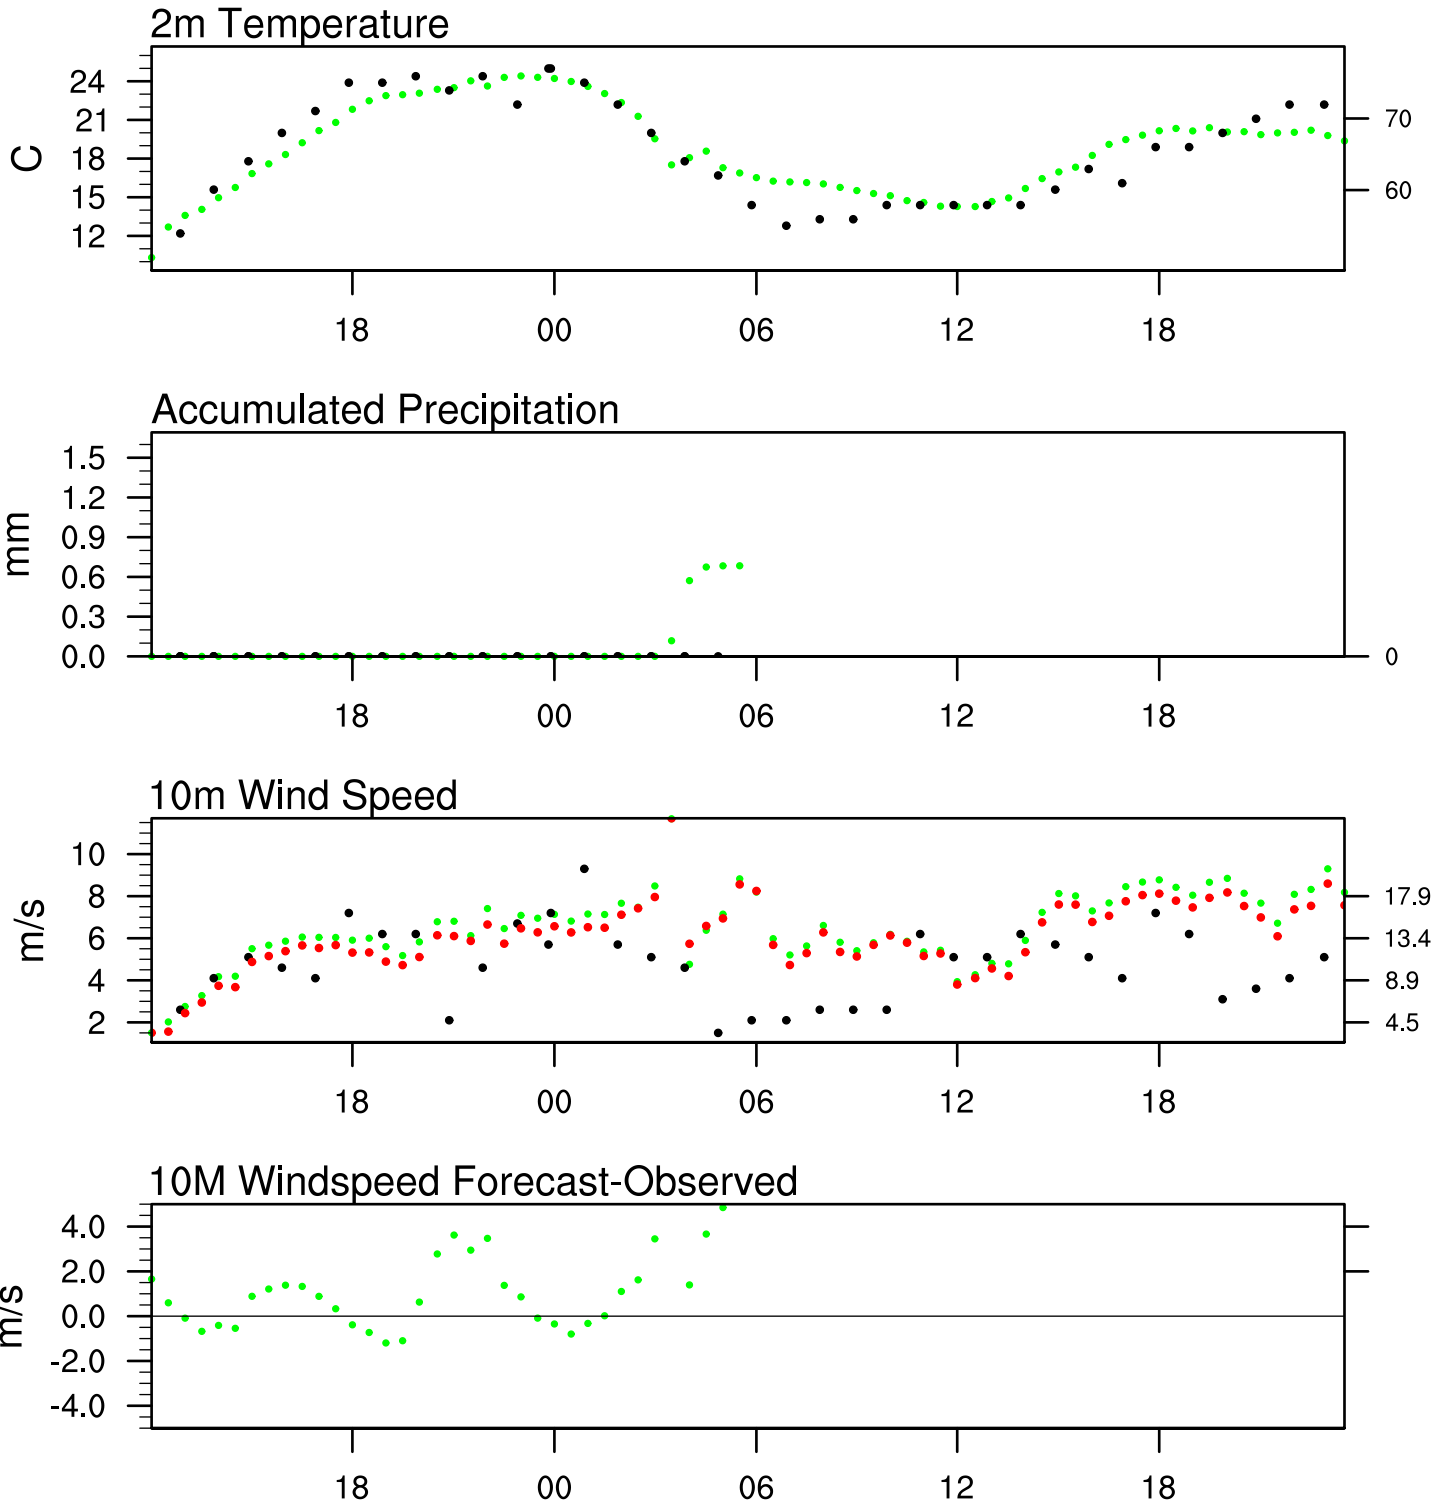 2m Temperature
C
24
21
18
15
12
70
60
18 00 06 12 18
Accumulated Precipitation
mm
1.5
1.2
0.9
0.6
0.3
0.0
0
18 00 06 12 18
10m Wind Speed
m/s
10
8
6
4
2
17.9
13.4
8.9
4.5
18 00 06 12 18
10M Windspeed Forecast-Observed
m/s
4.0
2.0
0.0
-2.0
-4.0
18 00 06 12 18